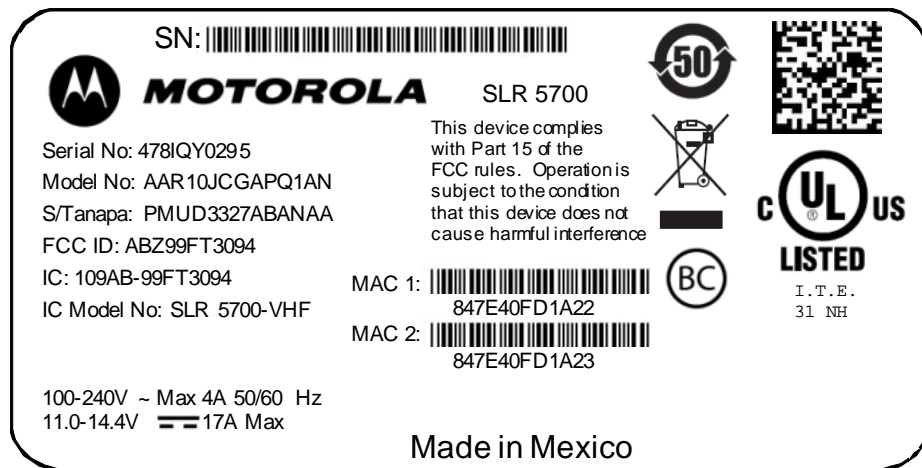 SN:
MOTOROLA
SLR 5700
50
This device complies
with Part 15 of the
FCC rules. Operation is
subject to the condition
that this device does not
cause harmful interference
Serial No: 478IQY0295
Model No: AAR10JCGAPQ1AN
S/Tanapa: PMUD3327ABANAA
FCC ID: ABZ99FT3094
IC: 109AB-99FT3094
IC Model No: SLR 5700-VHF
MAC 1:
847E40FD1A22
MAC 2:
847E40FD1A23
BC
C UL US
®
LISTED
I.T.E.
31 NH
100-240V ~ Max 4A 50/60 Hz
11.0-14.4V ⎓ 17A Max
Made in Mexico